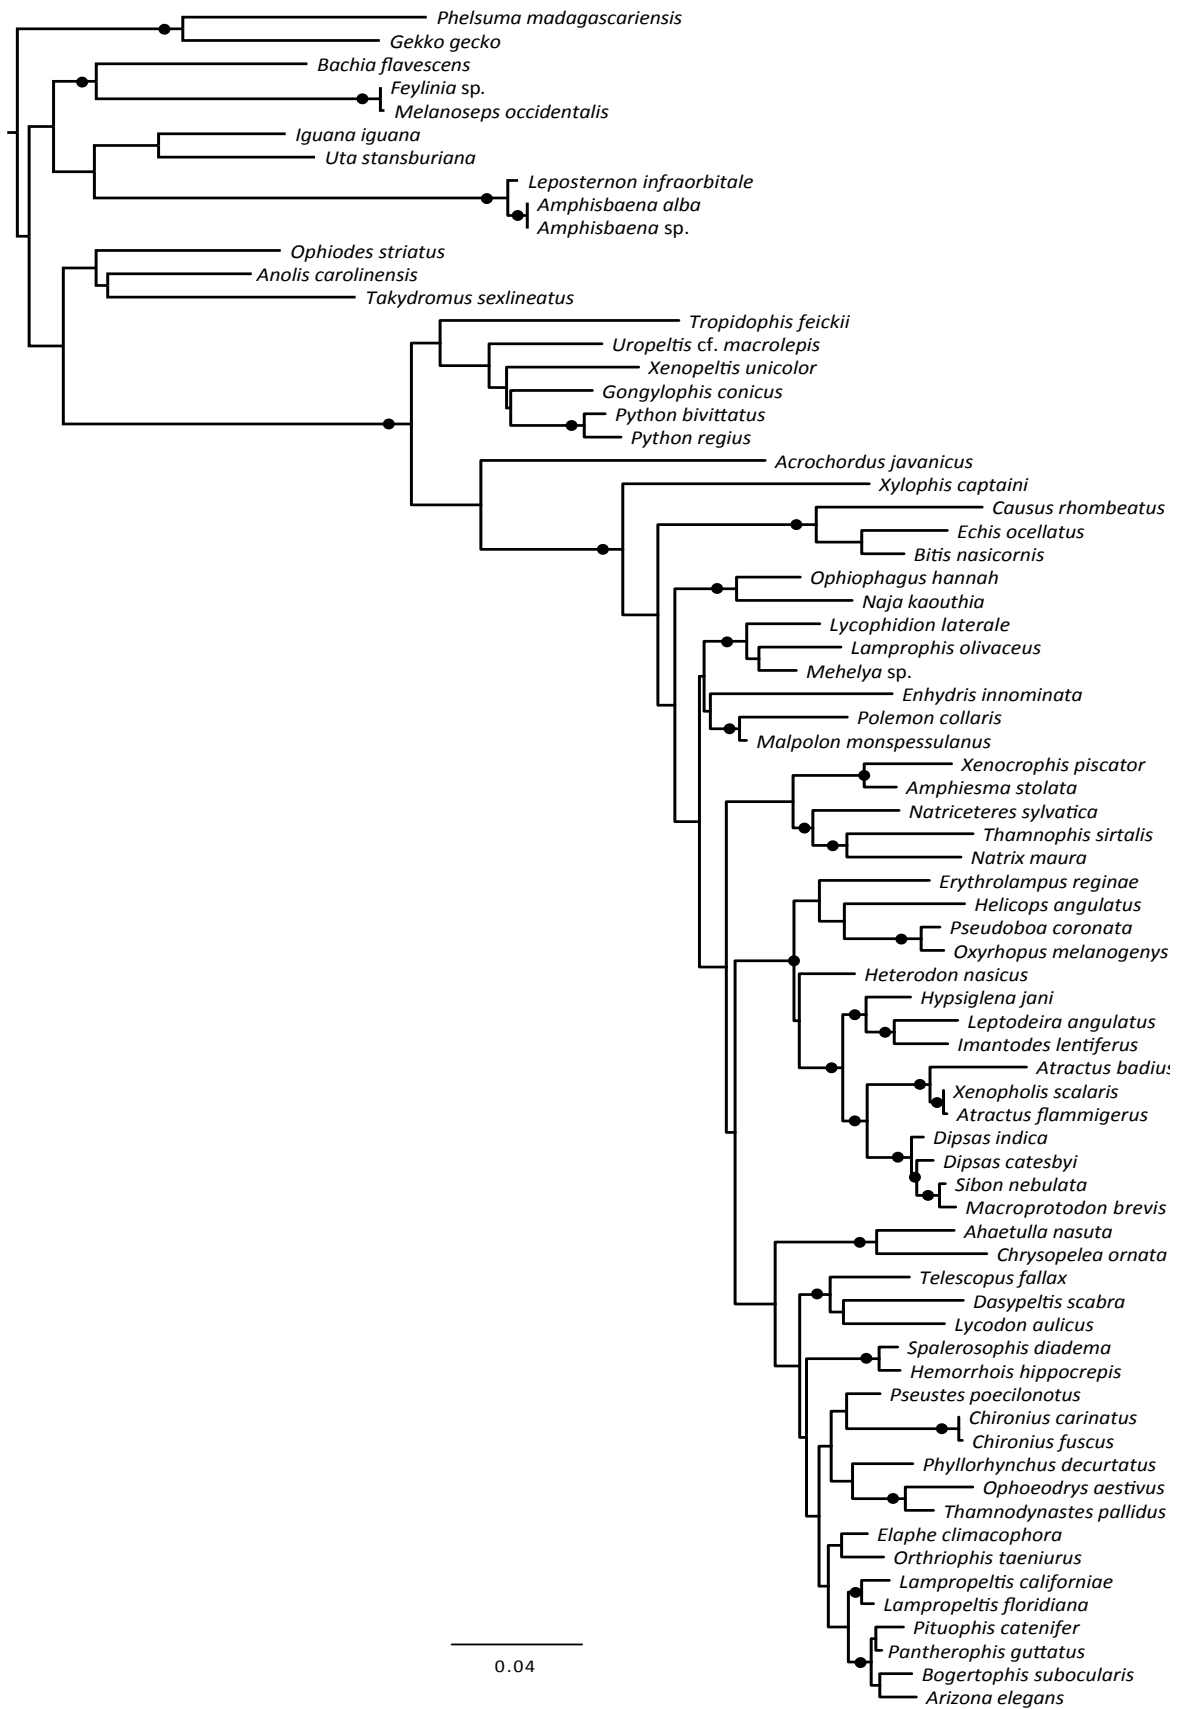 Phelsuma madagascariensis
Gekko gecko
Bachia flavescens
Feylinia sp.
Melanoseps occidentalis
Iguana iguana
Uta stansburiana
Leposternon infraorbitale
Amphisbaena alba
Amphisbaena sp.
Ophiodes striatus
Anolis carolinensis
Takydromus sexlineatus
Tropidophis feickii
Uropeltis cf. macrolepis
Xenopeltis unicolor
Gongylophis conicus
Python bivittatus
Python regius
Acrochordus javanicus
Xylophis captaini
Causus rhombeatus
Echis ocellatus
Bitis nasicornis
Ophiophagus hannah
Naja kaouthia
Lycophidion laterale
Lamprophis olivaceus
Mehelya sp.
Enhydris innominata
Polemon collaris
Malpolon monspessulanus
Xenocrophis piscator
Amphiesma stolata
Natriceteres sylvatica
Thamnophis sirtalis
Natrix maura
Erythrolampus reginae
Helicops angulatus
Pseudoboa coronata
Oxyrhopus melanogenys
Heterodon nasicus
Hypsiglena jani
Leptodeira angulatus
Imantodes lentiferus
Atractus badius
Xenopholis scalaris
Atractus flammigerus
Dipsas indica
Dipsas catesbyi
Sibon nebulata
Macroprotodon brevis
Ahaetulla nasuta
Chrysopelea ornata
Telescopus fallax
Dasypeltis scabra
Lycodon aulicus
Spalerosophis diadema
Hemorrhois hippocrepis
Pseustes poecilonotus
Chironius carinatus
Chironius fuscus
Phyllorhynchus decurtatus
Ophoeodrys aestivus
Thamnodynastes pallidus
Elaphe climacophora
Orthriophis taeniurus
Lampropeltis californiae
Lampropeltis floridiana
Pituophis catenifer
Pantherophis guttatus
Bogertophis subocularis
Arizona elegans
0.04